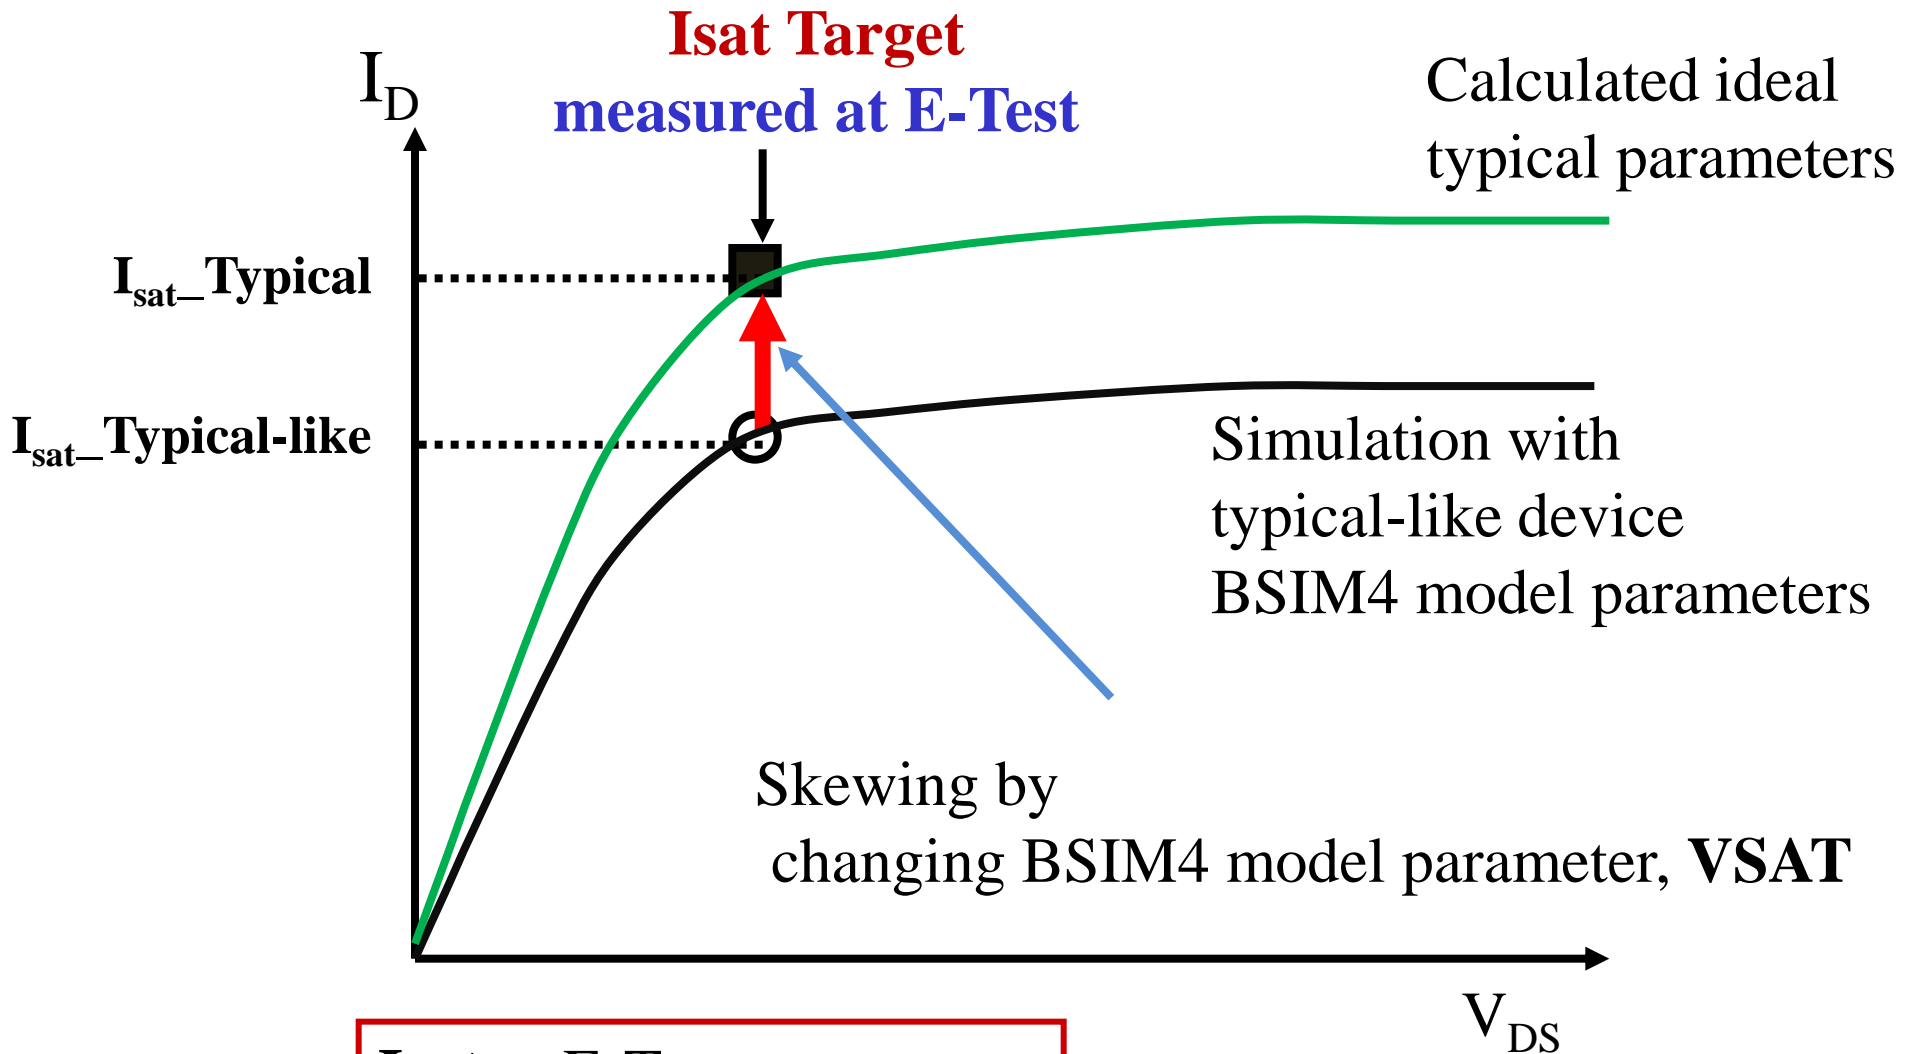 Isat Target
measured at E-Test
I_D
Calculated ideal
typical parameters
I_sat_Typical
I_sat_Typical-like
Simulation with
typical-like device
BSIM4 model parameters
Skewing by
changing BSIM4 model parameter, VSAT
V_DS